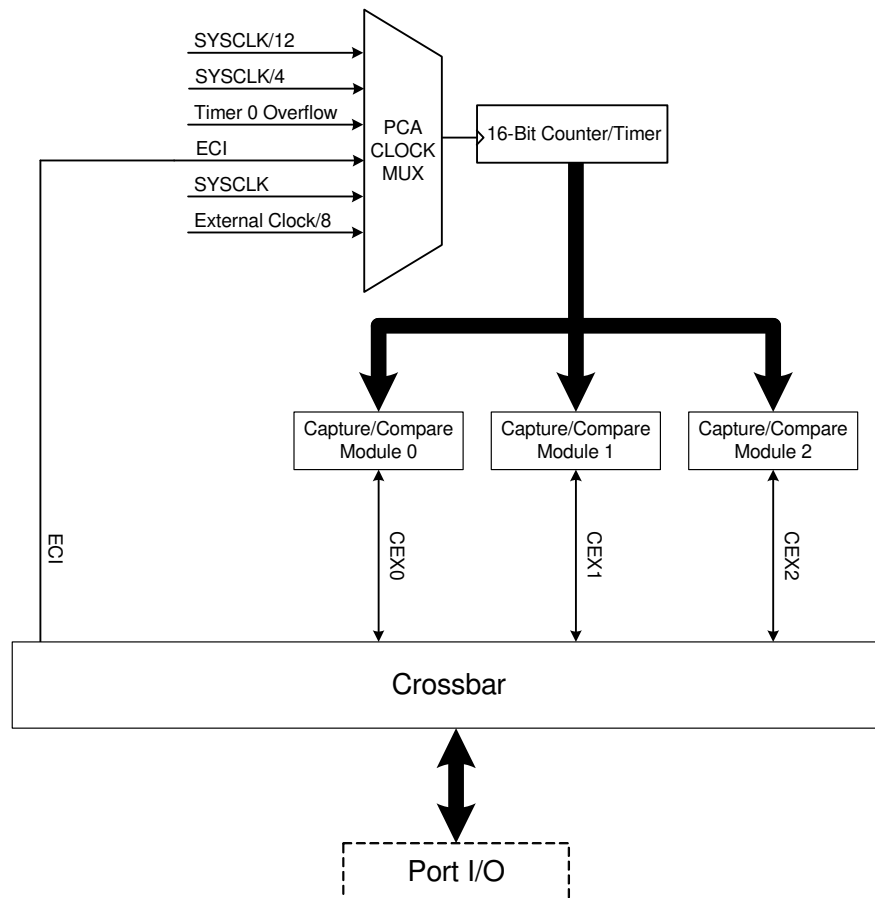 SYSCLK/12
SYSCLK/4
Timer 0 Overflow
ECI
SYSCLK
External Clock/8
PCA
CLOCK
MUX
16-Bit Counter/Timer
Capture/Compare
Module 0
Capture/Compare
Module 1
Capture/Compare
Module 2
ECI
CEX0
CEX1
CEX2
Crossbar
Port I/O